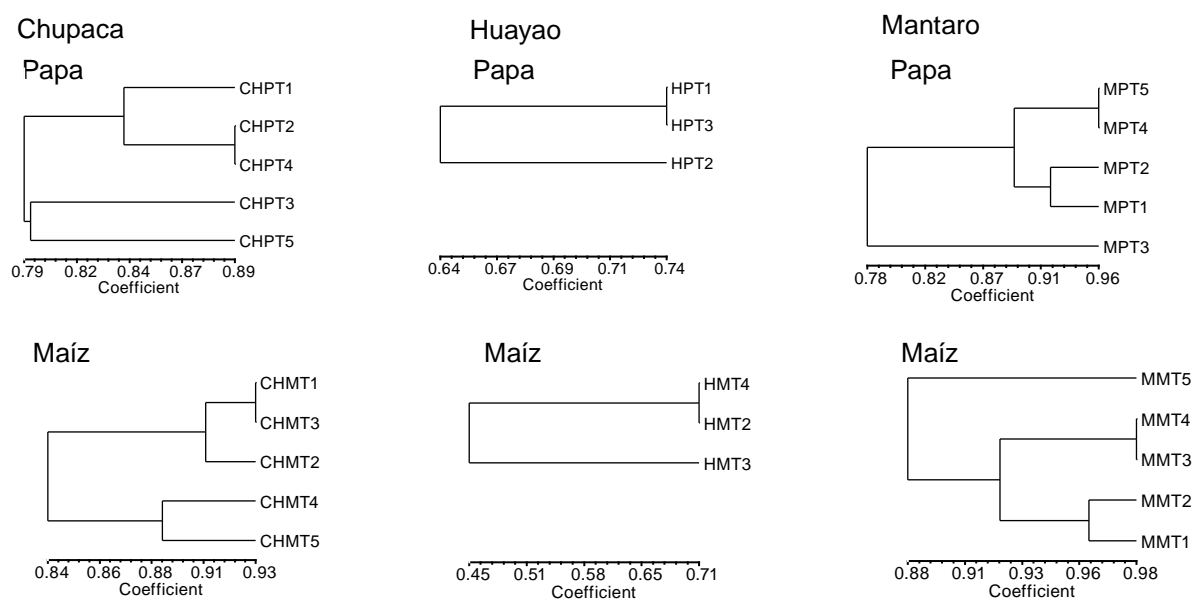 Chupaca
Papa
CHPT1
CHPT2
CHPT4
CHPT3
CHPT5
0.79 0.82 0.84 0.87 0.89
Coefficient
Huayao
Papa
HPT1
HPT3
HPT2
0.64 0.67 0.69 0.71 0.74
Coefficient
Mantaro
Papa
MPT5
MPT4
MPT2
MPT1
MPT3
0.78 0.82 0.87 0.91 0.96
Coefficient
Maíz
CHMT1
CHMT3
CHMT2
CHMT4
CHMT5
0.84 0.86 0.88 0.91 0.93
Coefficient
Maíz
HMT4
HMT2
HMT3
0.45 0.51 0.58 0.65 0.71
Coefficient
Maíz
MMT5
MMT4
MMT3
MMT2
MMT1
0.88 0.91 0.93 0.96 0.98
Coefficient